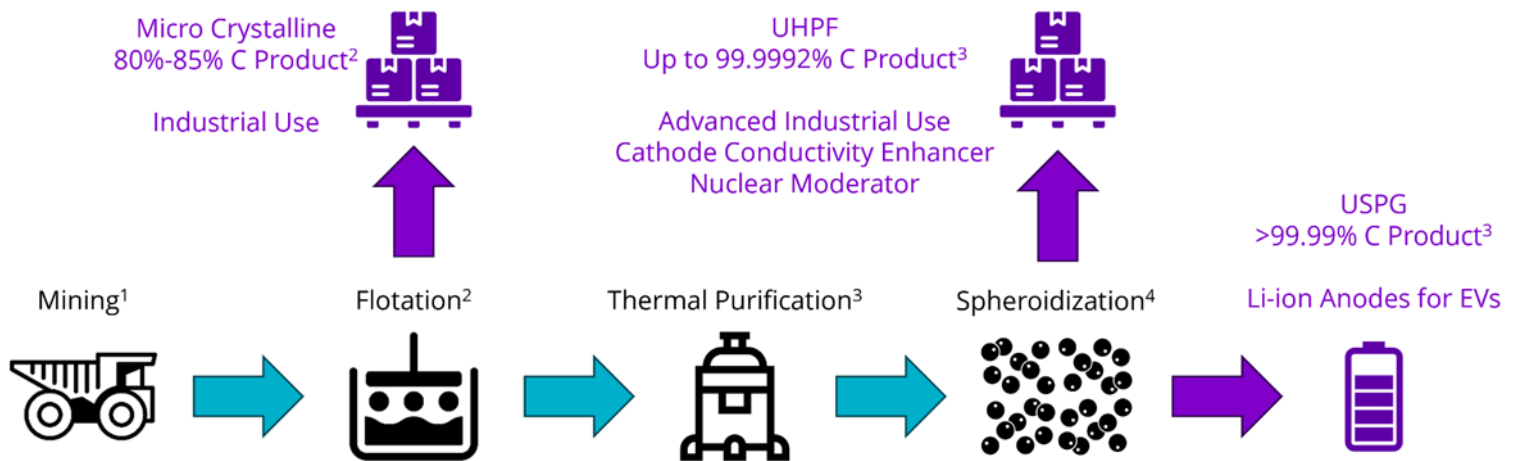 Micro Crystalline
80%-85% C Product²
Industrial Use
UHPF
Up to 99.9992% C Product³
Advanced Industrial Use
Cathode Conductivity Enhancer
Nuclear Moderator
USPG
>99.99% C Product³
Li-ion Anodes for EVs
Mining¹
Flotation²
Thermal Purification³
Spheroidization⁴